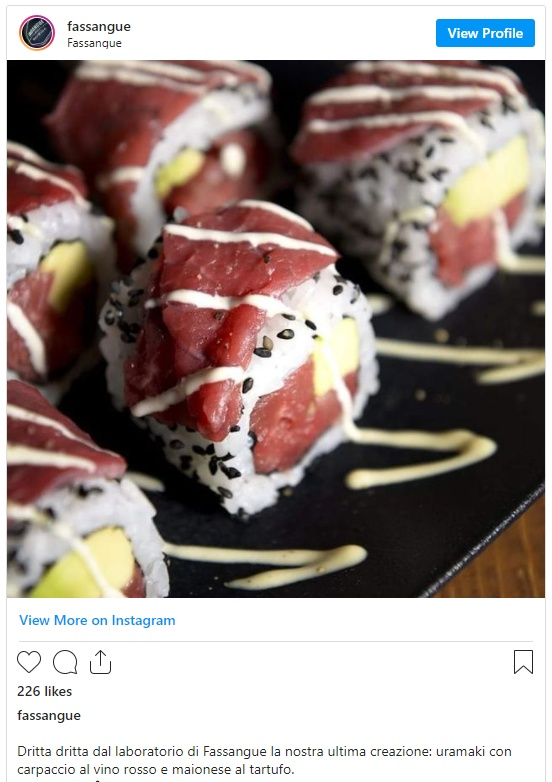 fassangue
Fassangue
View Profile
View More on Instagram
226 likes
fassangue
Dritta dritta dal laboratorio di Fassangue la nostra ultima creazione: uramaki con
carpaccio al vino rosso e maionese al tartufo.